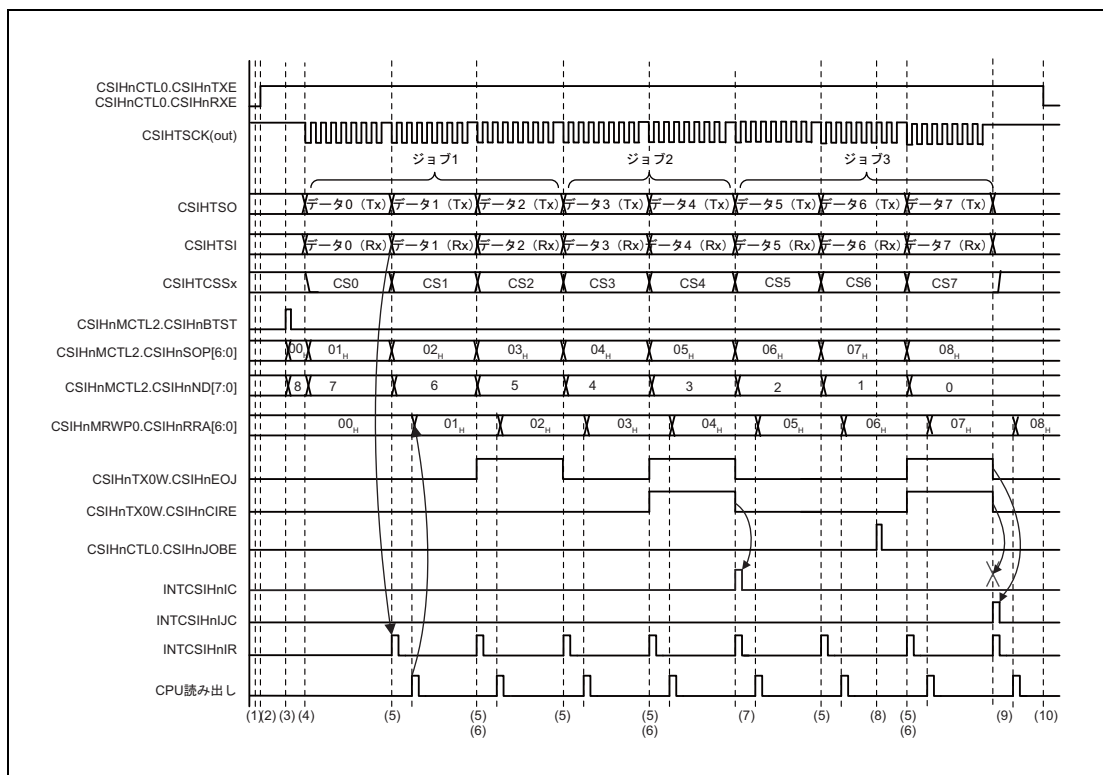 CSIHnCTL0.CSIHnTXE
CSIHnCTL0.CSIHnRXE
CSIHTSCK(out)
ジョブ1 ジョブ2 ジョブ3
CSIHTSO データ0（Tx） データ1（Tx） データ2（Tx） データ3（Tx） データ4（Tx） データ5（Tx） データ6（Tx） データ7（Tx）
CSIHTSI データ0（Rx） データ1（Rx） データ2（Rx） データ3（Rx） データ4（Rx） データ5（Rx） データ6（Rx） データ7（Rx）
CSIHTCSSx CS0 CS1 CS2 CS3 CS4 CS5 CS6 CS7
CSIHnMCTL2.CSIHnBTST
CSIHnMCTL2.CSIHnSOP[6:0] 00H 01H 02H 03H 04H 05H 06H 07H 08H
CSIHnMCTL2.CSIHnND[7:0] 8 7 6 5 4 3 2 1 0
CSIHnMRWP0.CSIHnRRA[6:0] 00H 01H 02H 03H 04H 05H 06H 07H 08H
CSIHnTX0W.CSIHnEOJ
CSIHnTX0W.CSIHnCIRE
CSIHnCTL0.CSIHnJOBE
INTCSIHnIC
INTCSIHnIJC
INTCSIHnIR
CPU読み出し
(1)(2) (3) (4) (5) (5) (5) (5) (7) (5) (8) (5) (9) (10)
(6) (6) (6)